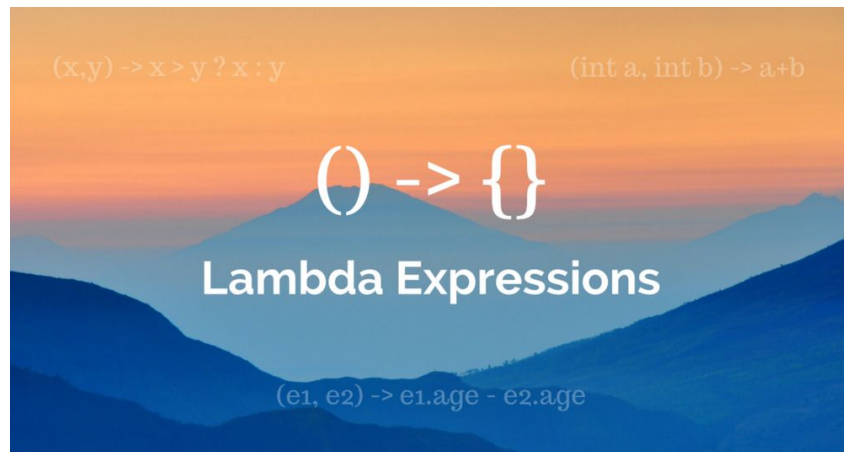 (x,y) -> x > y ? x : y
(int a, int b) -> a+b
() -> {}
Lambda Expressions
(e1, e2) -> e1.age - e2.age